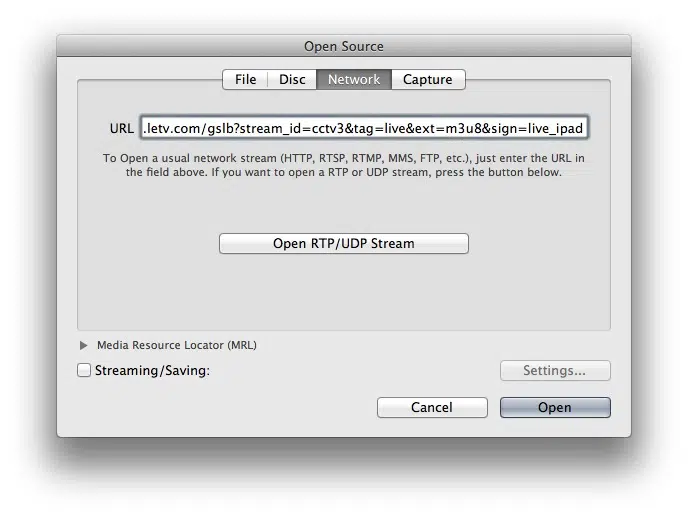 Open Source
File Disc Network Capture
URL .letv.com/gslb?stream_id=cctv3&tag=live&ext=m3u8&sign=live_ipad
To Open a usual network stream (HTTP, RTSP, RTMP, MMS, FTP, etc.), just enter the URL in
the field above. If you want to open a RTP or UDP stream, press the button below.
Open RTP/UDP Stream
Media Resource Locator (MRL)
Streaming/Saving: Settings...
Cancel Open